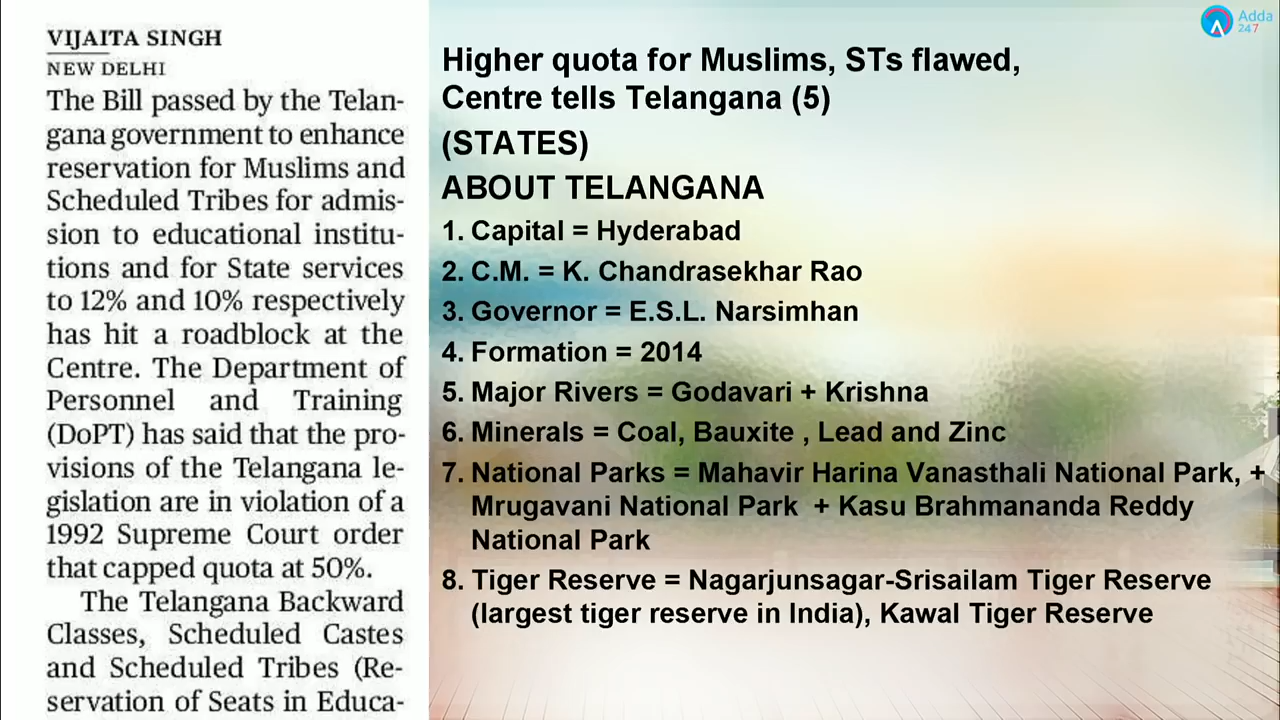 VIJAITA SINGH
NEW DELHI
The Bill passed by the Telan-
gana government to enhance
reservation for Muslims and
Scheduled Tribes for admis-
sion to educational institu-
tions and for State services
to 12% and 10% respectively
has hit a roadblock at the
Centre. The Department of
Personnel and Training
(DoPT) has said that the pro-
visions of the Telangana le-
gislation are in violation of a
1992 Supreme Court order
that capped quota at 50%.
The Telangana Backward
Classes, Scheduled Castes
and Scheduled Tribes (Re-
servation of Seats in Educa-
Adda
247
Higher quota for Muslims, STs flawed,
Centre tells Telangana (5)
(STATES)
ABOUT TELANGANA
1. Capital = Hyderabad
2. C.M. = K. Chandrasekhar Rao
3. Governor = E.S.L. Narsimhan
4. Formation = 2014
5. Major Rivers = Godavari + Krishna
6. Minerals = Coal, Bauxite , Lead and Zinc
7. National Parks = Mahavir Harina Vanasthali National Park, +
Mrugavani National Park + Kasu Brahmananda Reddy
National Park
8. Tiger Reserve = Nagarjunsagar-Srisailam Tiger Reserve
(largest tiger reserve in India), Kawal Tiger Reserve